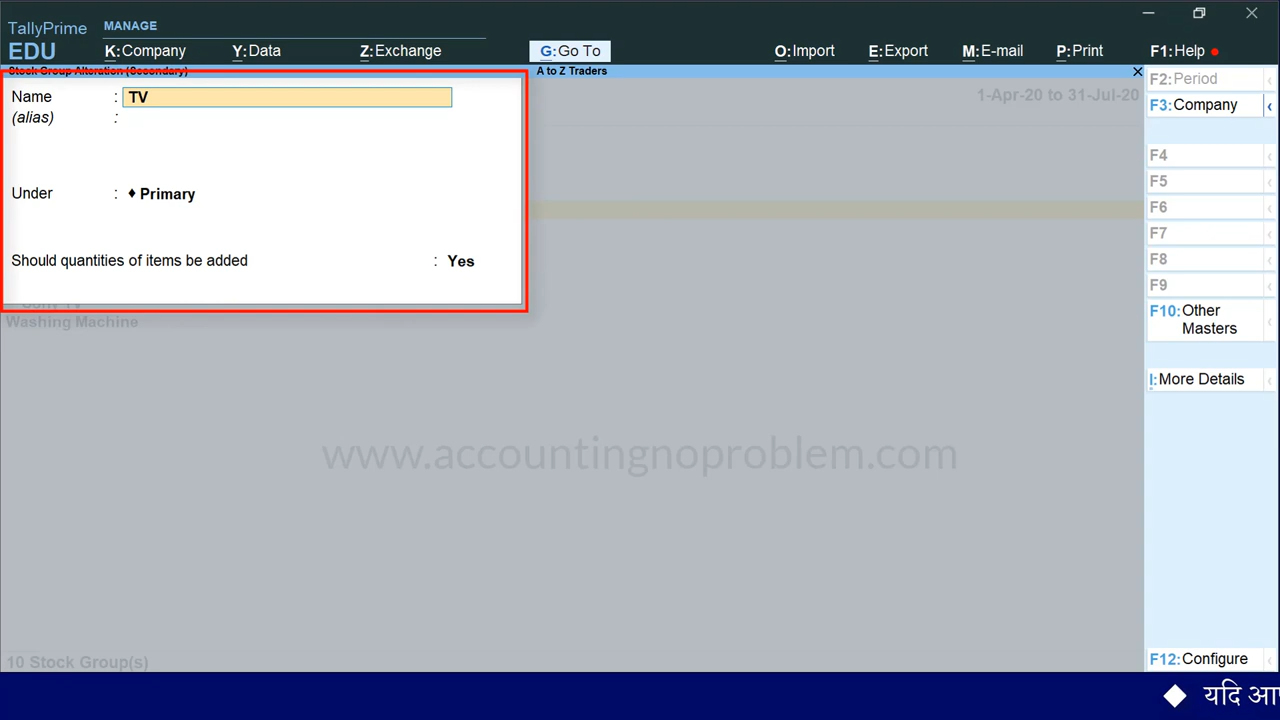 TallyPrime
EDU
MANAGE
K:Company Y:Data Z:Exchange G:Go To O:Import E:Export M:E-mail P:Print F1:Help
Stock Group Alteration (Secondary) A to Z Traders
Name : TV
(alias) :
Under : ♦ Primary
Should quantities of items be added : Yes
1-Apr-20 to 31-Jul-20
Sony TV
Washing Machine
www.accountingnoproblem.com
10 Stock Group(s)
F2:Period
F3:Company
F4
F5
F6
F7
F8
F9
F10:Other
Masters
I:More Details
F12:Configure
◆ यदि